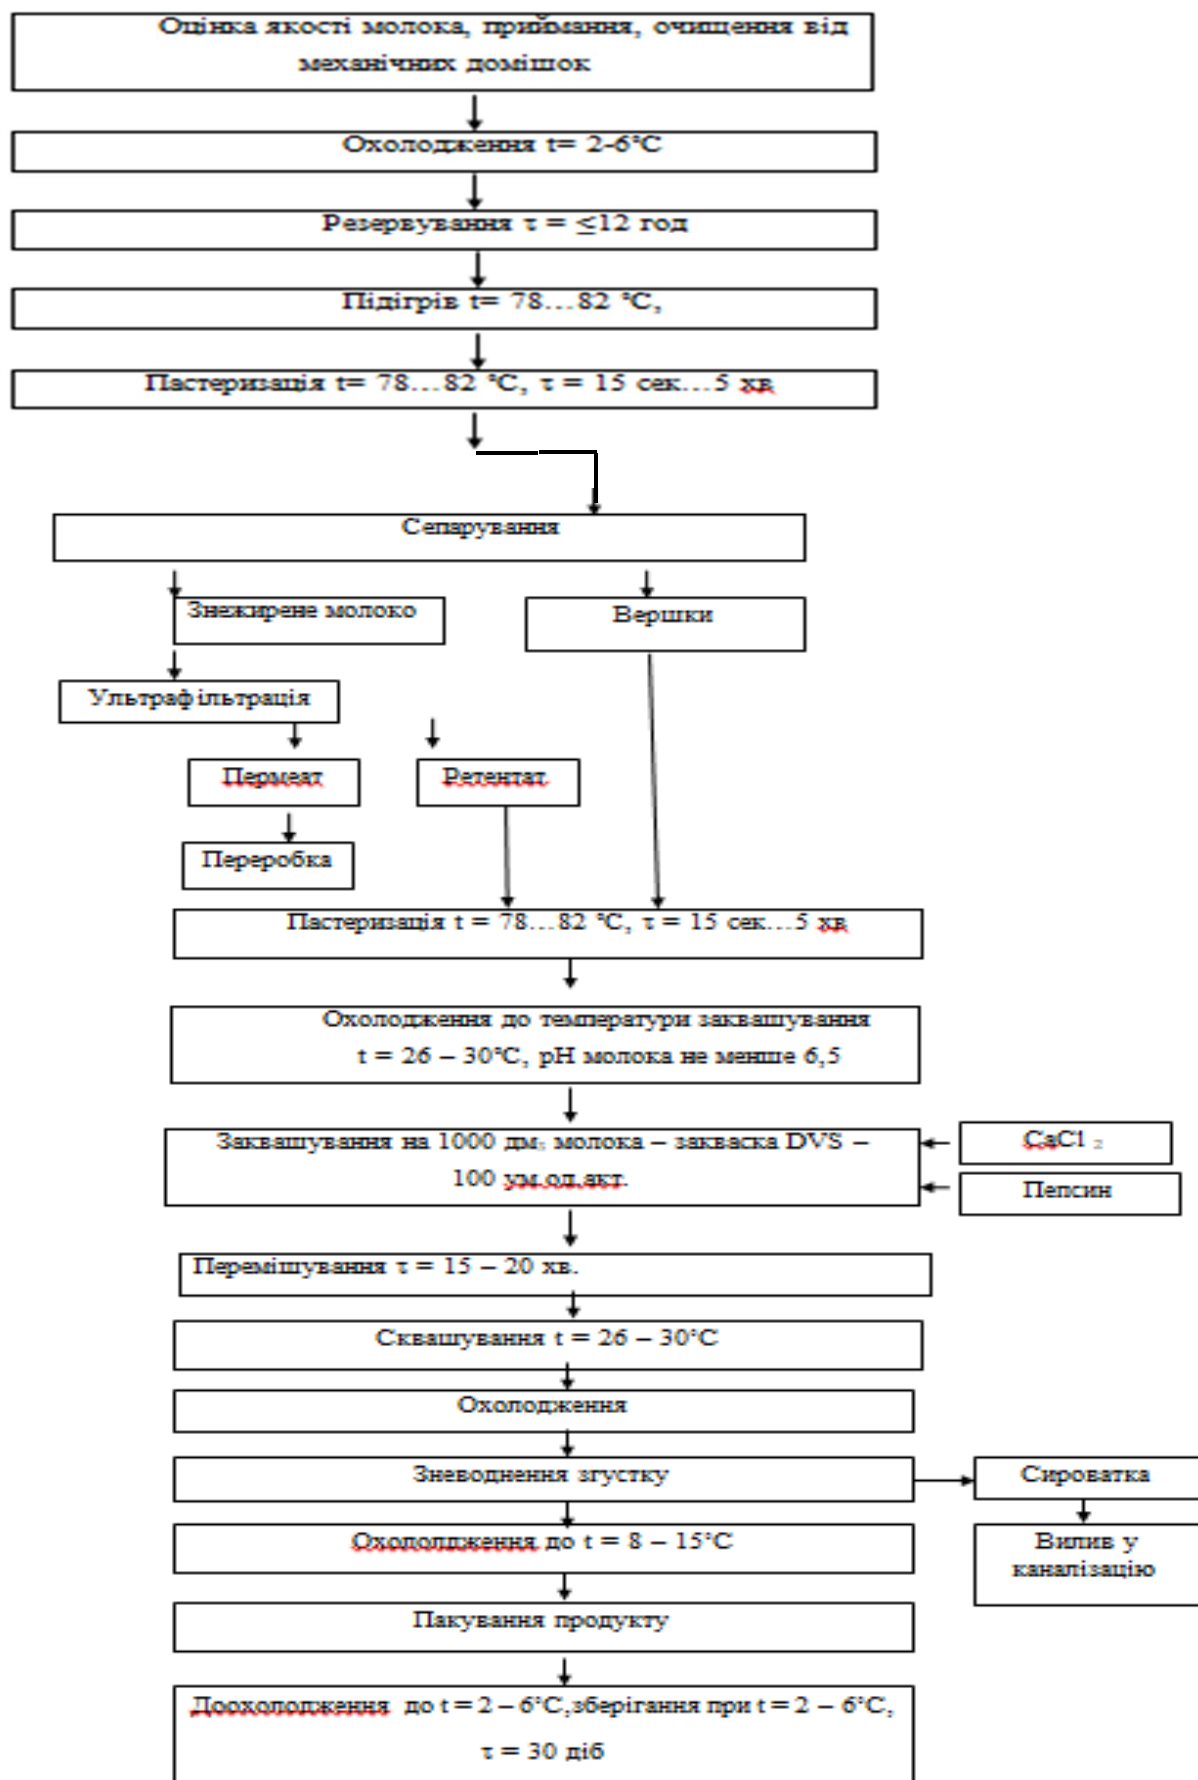 Оцінка якості молока, приймання, очищення від
механічних домішок
Охолодження t= 2-6°С
Резервування τ = ≤12 год
Підігрів t= 78...82 °С,
Пастеризація t= 78...82 °С, τ = 15 сек...5 хв
Сепарування
Знежирене молоко
Вершки
Ультрафільтрація
Пермеат
Ретентат
Переробка
Пастеризація t = 78...82 °С, τ = 15 сек...5 хв
Охолодження до температури заквашування
t = 26 – 30°С, рН молока не менше 6,5
Заквашування на 1000 дм₃ молока – закваска DVS –
100 ум.од.акт.
CaCl ₂
Пепсин
Перемішування τ = 15 – 20 хв.
Сквашування t = 26 – 30°С
Охолодження
Зневоднення згустку
Сироватка
Охололдження до t = 8 – 15°С
Вилив у
каналізацію
Пакування продукту
Доохолодження до t = 2 – 6°С,зберігання при t = 2 – 6°С,
τ = 30 діб